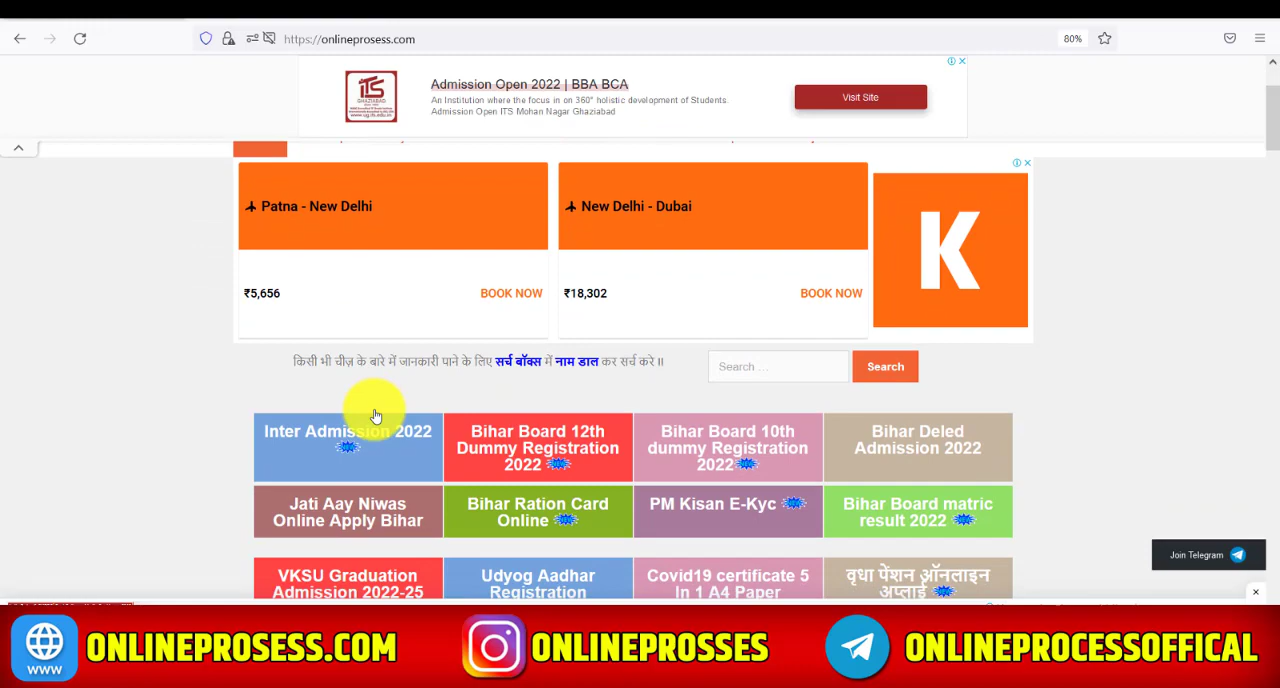 https://onlineprosess.com
80%
ITS
GHAZIABAD
Admission Open 2022 | BBA BCA
An Institution where the focus in on 360° holistic development of Students.
Admission Open ITS Mohan Nagar Ghaziabad
Visit Site
Patna - New Delhi
₹5,656
BOOK NOW
New Delhi - Dubai
₹18,302
BOOK NOW
K
किसी भी चीज़ के बारे में जानकारी पाने के लिए सर्च बॉक्स में नाम डाल कर सर्च करे ॥
Search ...
Search
Inter Admission 2022
Bihar Board 12th
Dummy Registration
2022
Bihar Board 10th
dummy Registration
2022
Bihar Deled
Admission 2022
Jati Aay Niwas
Online Apply Bihar
Bihar Ration Card
Online
PM Kisan E-Kyc
Bihar Board matric
result 2022
VKSU Graduation
Admission 2022-25
Udyog Aadhar
Registration
Covid19 certificate 5
In 1 A4 Paper
वृधा पेंशन ऑनलाइन
अप्लाई
Join Telegram
WWW
ONLINEPROSESS.COM
ONLINEPROSSES
ONLINEPROCESSOFFICAL